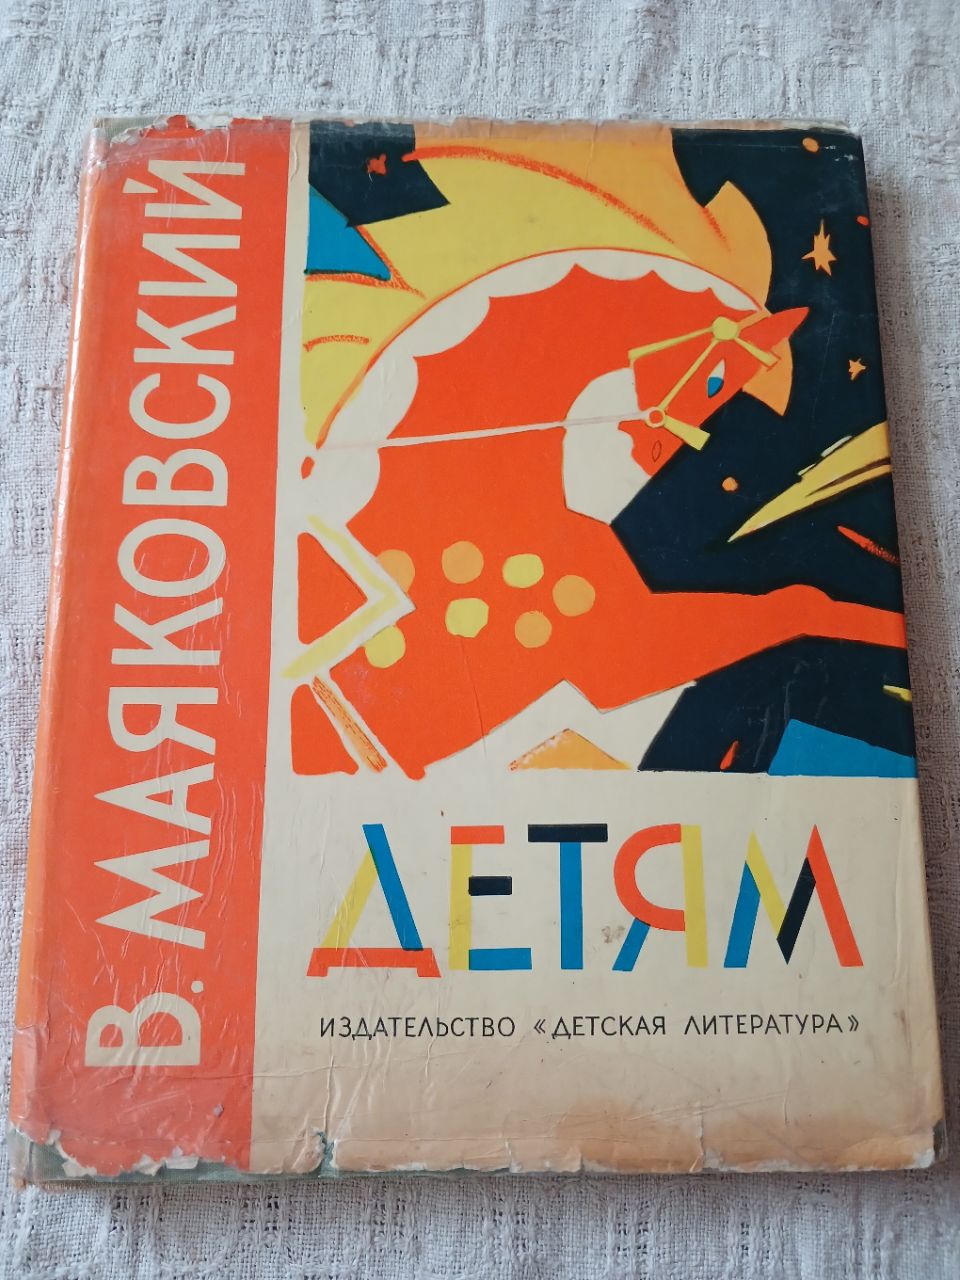 В. МАЯКОВСКИЙ
ДЕТЯМ
ИЗДАТЕЛЬСТВО «ДЕТСКАЯ ЛИТЕРАТУРА»